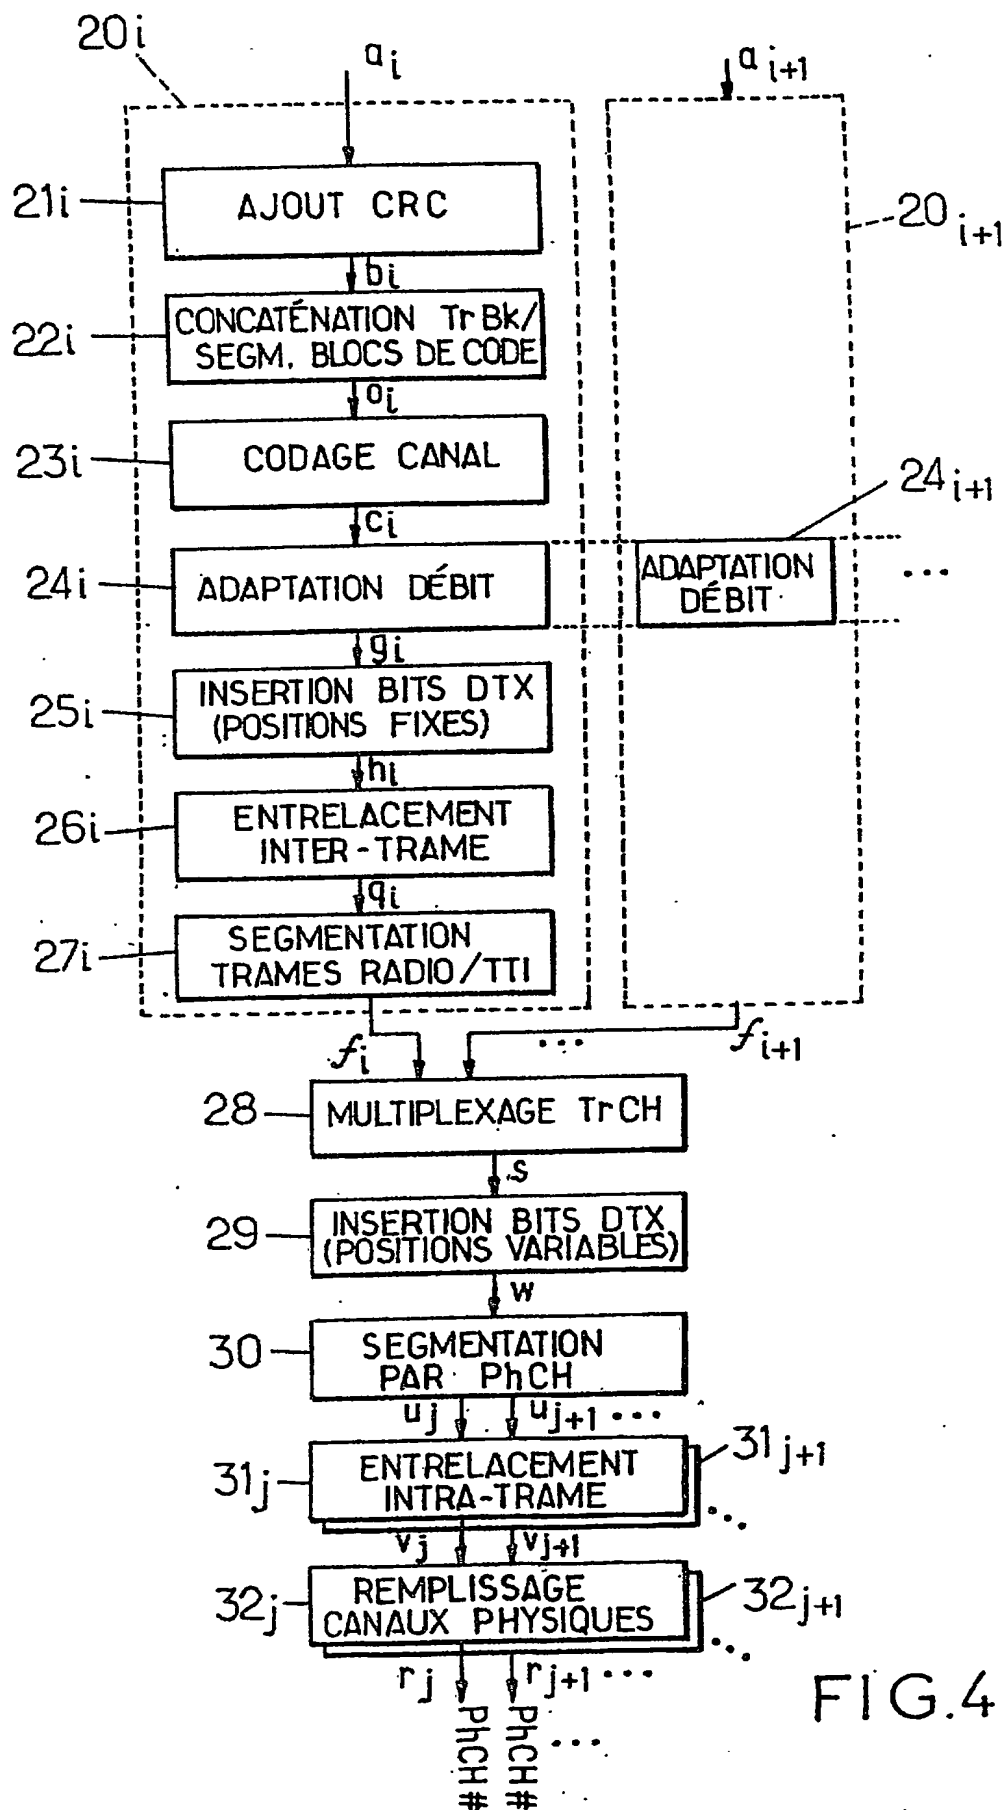 20i
ai
ai+1
21i
AJOUT CRC
20i+1
bi
22i
CONCATÉNATION TrBk/
SEGM. BLOCS DE CODE
oi
23i
CODAGE CANAL
24i+1
ci
24i
ADAPTATION DÉBIT
ADAPTATION
DÉBIT
...
gi
25i
INSERTION BITS DTX
(POSITIONS FIXES)
hi
26i
ENTRELACEMENT
INTER-TRAME
qi
27i
SEGMENTATION
TRAMES RADIO/TTI
fi
...
fi+1
28
MULTIPLEXAGE TrCH
s
29
INSERTION BITS DTX
(POSITIONS VARIABLES)
w
30
SEGMENTATION
PAR PhCH
uj
uj+1 ...
31j
ENTRELACEMENT
INTRA-TRAME
31j+1
...
vj
vj+1
32j
REMPLISSAGE
CANAUX PHYSIQUES
32j+1
...
rj
rj+1 ...
PhCH#
PhCH#
...
FIG.4